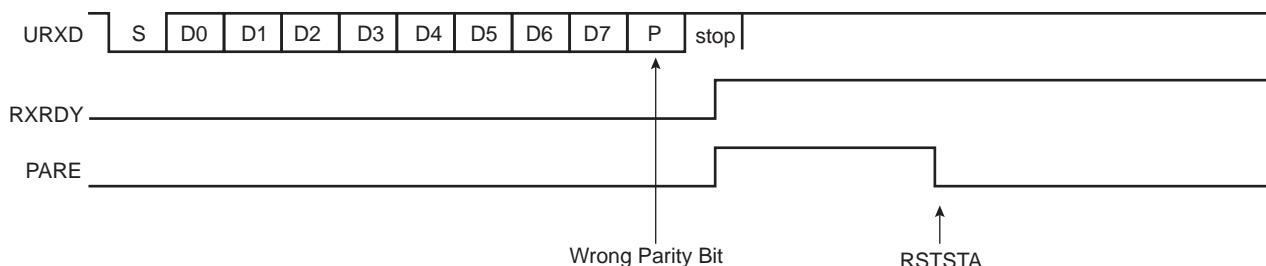 URXD S D0 D1 D2 D3 D4 D5 D6 D7 P stop
RXRDY
PARE
Wrong Parity Bit RSTSTA